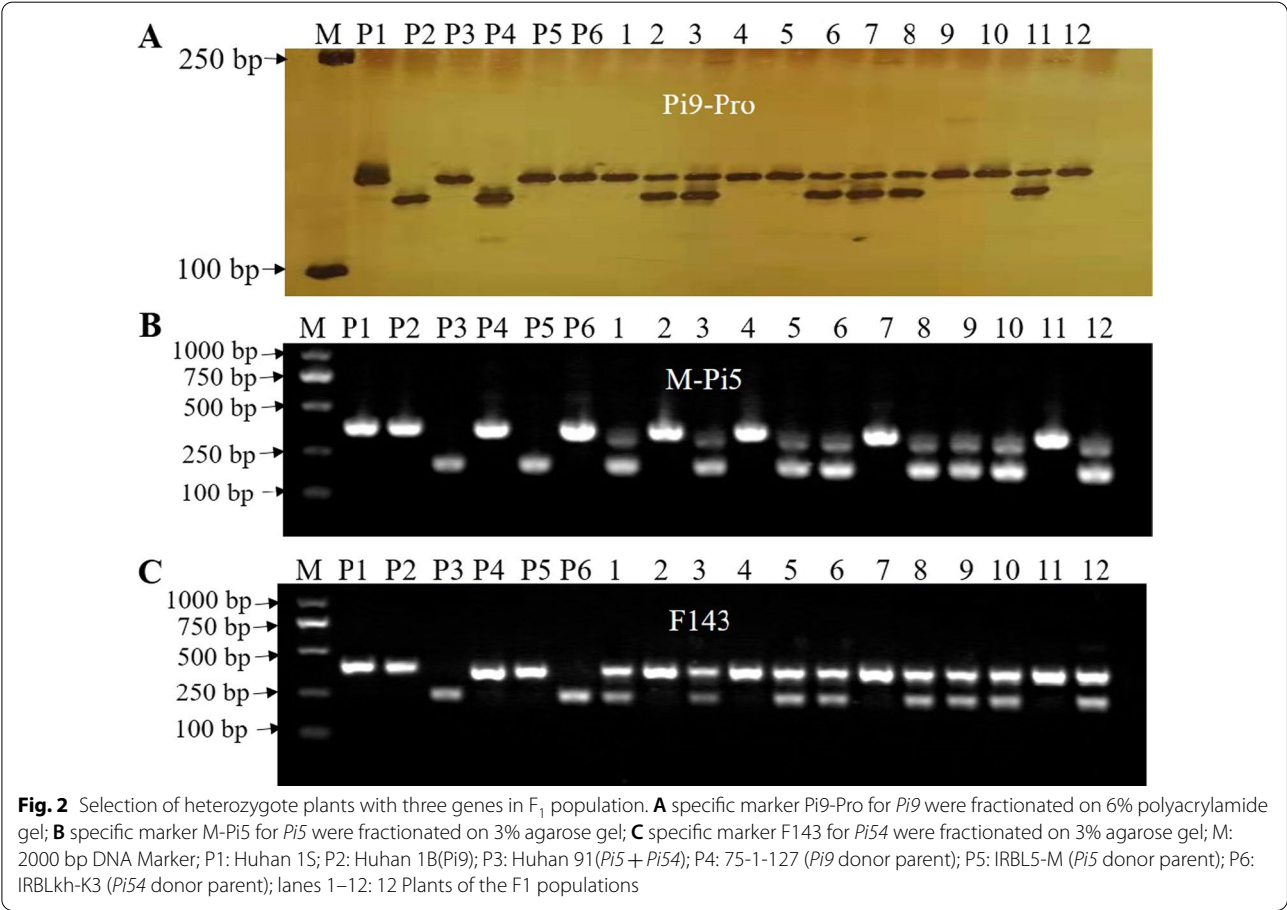 A M P1 P2 P3 P4 P5 P6 1 2 3 4 5 6 7 8 9 10 11 12
250 bp
Pi9-Pro
100 bp
B M P1 P2 P3 P4 P5 P6 1 2 3 4 5 6 7 8 9 10 11 12
1000 bp
750 bp
M-Pi5
500 bp
250 bp
100 bp
C M P1 P2 P3 P4 P5 P6 1 2 3 4 5 6 7 8 9 10 11 12
1000 bp
F143
750 bp
500 bp
250 bp
100 bp
Fig. 2 Selection of heterozygote plants with three genes in F1 population. A specific marker Pi9-Pro for Pi9 were fractionated on 6% polyacrylamide
gel; B specific marker M-Pi5 for Pi5 were fractionated on 3% agarose gel; C specific marker F143 for Pi54 were fractionated on 3% agarose gel; M:
2000 bp DNA Marker; P1: Huhan 1S; P2: Huhan 1B(Pi9); P3: Huhan 91(Pi5 + Pi54); P4: 75-1-127 (Pi9 donor parent); P5: IRBL5-M (Pi5 donor parent); P6:
IRBLkh-K3 (Pi54 donor parent); lanes 1–12: 12 Plants of the F1 populations